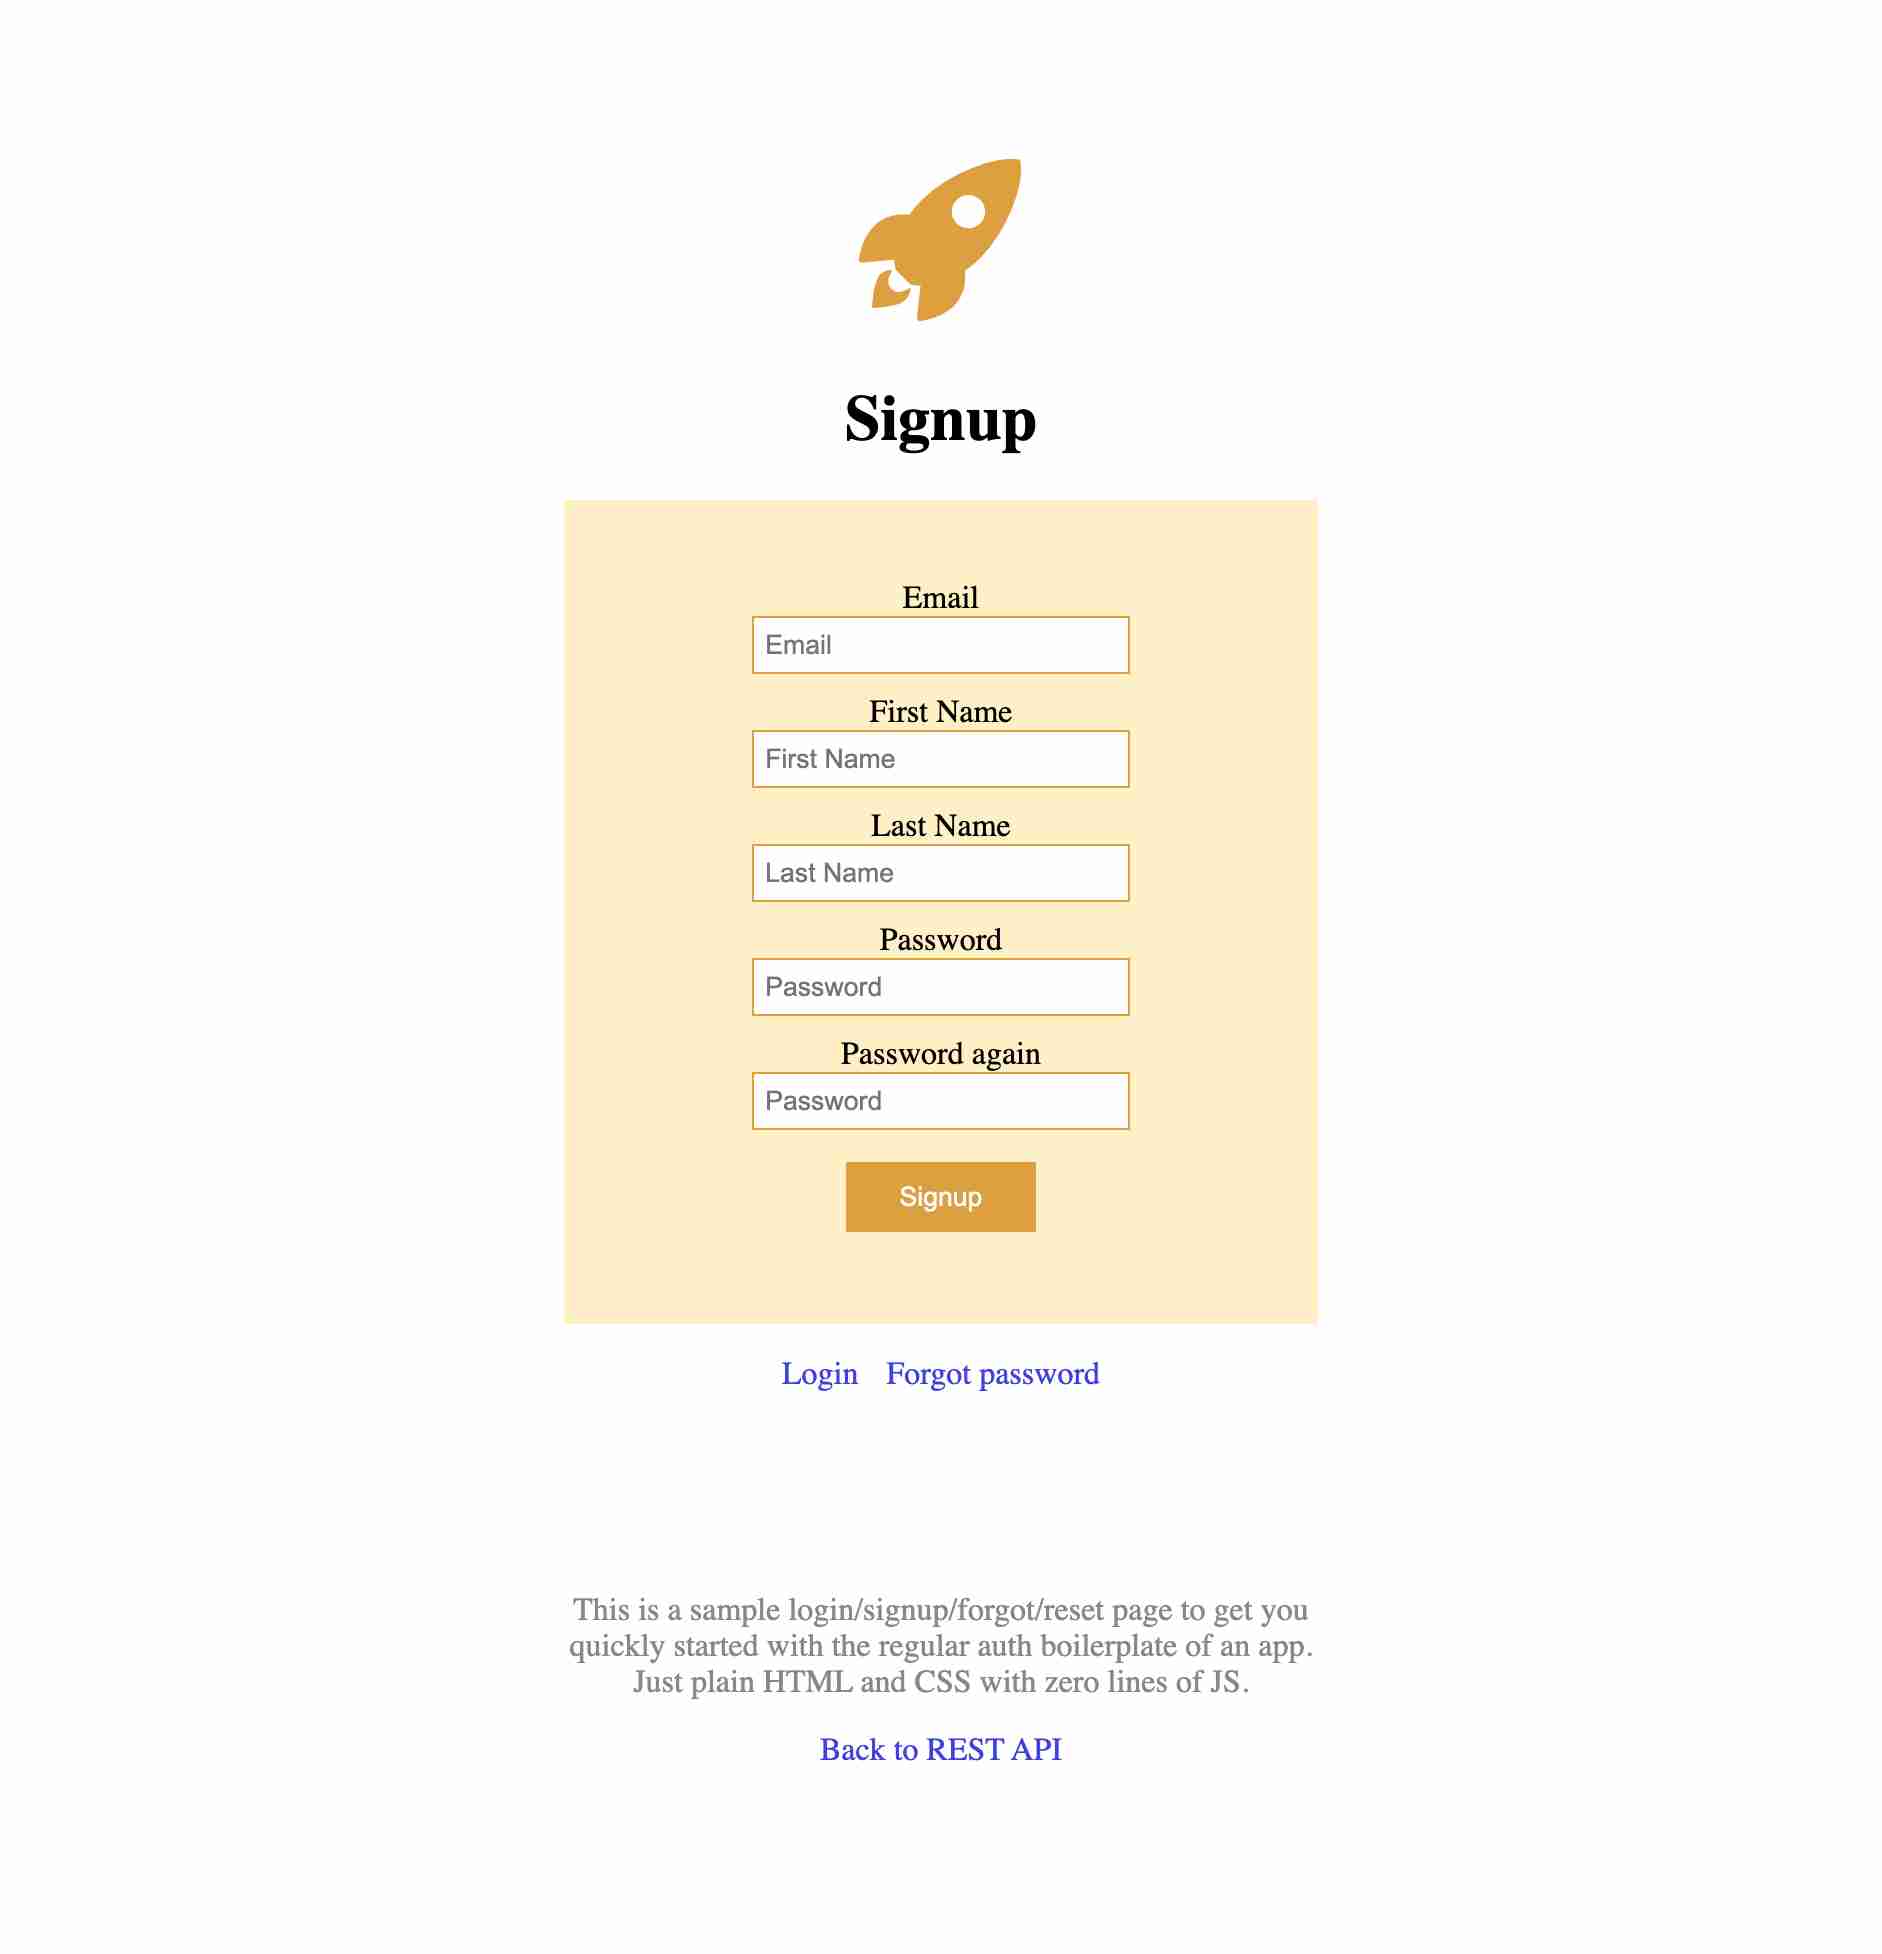 Signup
Email
Email
First Name
First Name
Last Name
Last Name
Password
Password
Password again
Password
Signup
Login Forgot password
This is a sample login/signup/forgot/reset page to get you
quickly started with the regular auth boilerplate of an app.
Just plain HTML and CSS with zero lines of JS.
Back to REST API